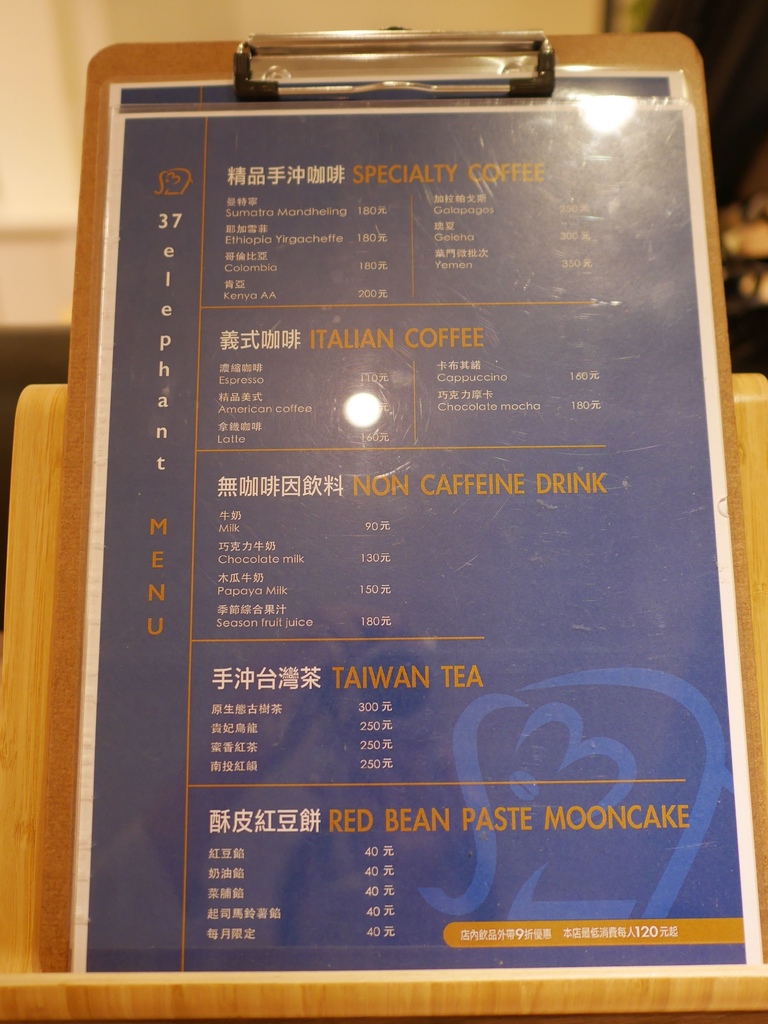 37
elephant
MENU
精品手沖咖啡 SPECIALTY COFFEE
曼特寧
Sumatra Mandheling 180元
耶加雪菲
Ethiopia Yirgacheffe 180元
哥倫比亞
Colombia 180元
肯亞
Kenya AA 200元
加拉帕戈斯
Galapagos
瑰夏
Geieha 300元
葉門微批次
Yemen 350元
義式咖啡 ITALIAN COFFEE
濃縮咖啡
Espresso 110元
精品美式
American coffee
拿鐵咖啡
Latte 160元
卡布其諾
Cappuccino 160元
巧克力摩卡
Chocolate mocha 180元
無咖啡因飲料 NON CAFFEINE DRINK
牛奶
Milk 90元
巧克力牛奶
Chocolate milk 130元
木瓜牛奶
Papaya Milk 150元
季節綜合果汁
Season fruit juice 180元
手沖台灣茶 TAIWAN TEA
原生態古樹茶 300元
貴妃烏龍 250元
蜜香紅茶 250元
南投紅韻 250元
酥皮紅豆餅 RED BEAN PASTE MOONCAKE
紅豆餡 40元
奶油餡 40元
菜脯餡 40元
起司馬鈴薯餡 40元
每月限定 40元
店內飲品外帶9折優惠 本店最低消費每人120元起